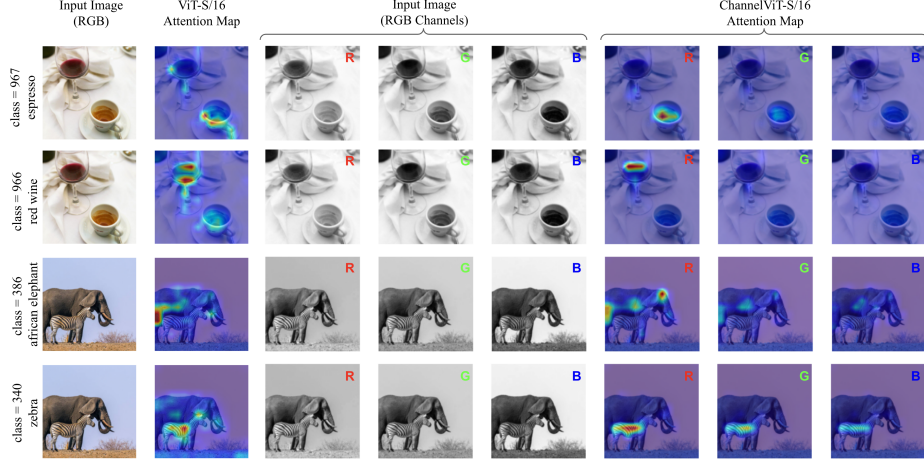 Input Image
(RGB)
ViT-S/16
Attention Map
Input Image
(RGB Channels)
ChannelViT-S/16
Attention Map
class = 967
espresso
R
G
B
R
G
B
class = 966
red wine
R
G
B
R
G
B
class = 386
african elephant
R
G
B
R
G
B
class = 340
zebra
R
G
B
R
G
B